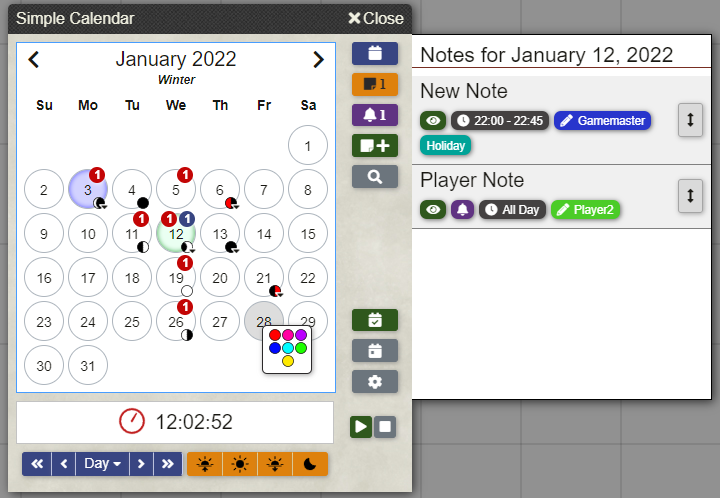 Simple Calendar
Close
January 2022
Winter
Su Mo Tu We Th Fr Sa
1
1 1
2 3 4 5 6 7 8
1 1 1
9 10 11 12 13 14 15
1
16 17 18 19 20 21 22
1
23 24 25 26 27 28 29
30 31
12:02:52
Day
1
1
Notes for January 12, 2022
New Note
22:00 - 22:45 Gamemaster
Holiday
Player Note
All Day Player2